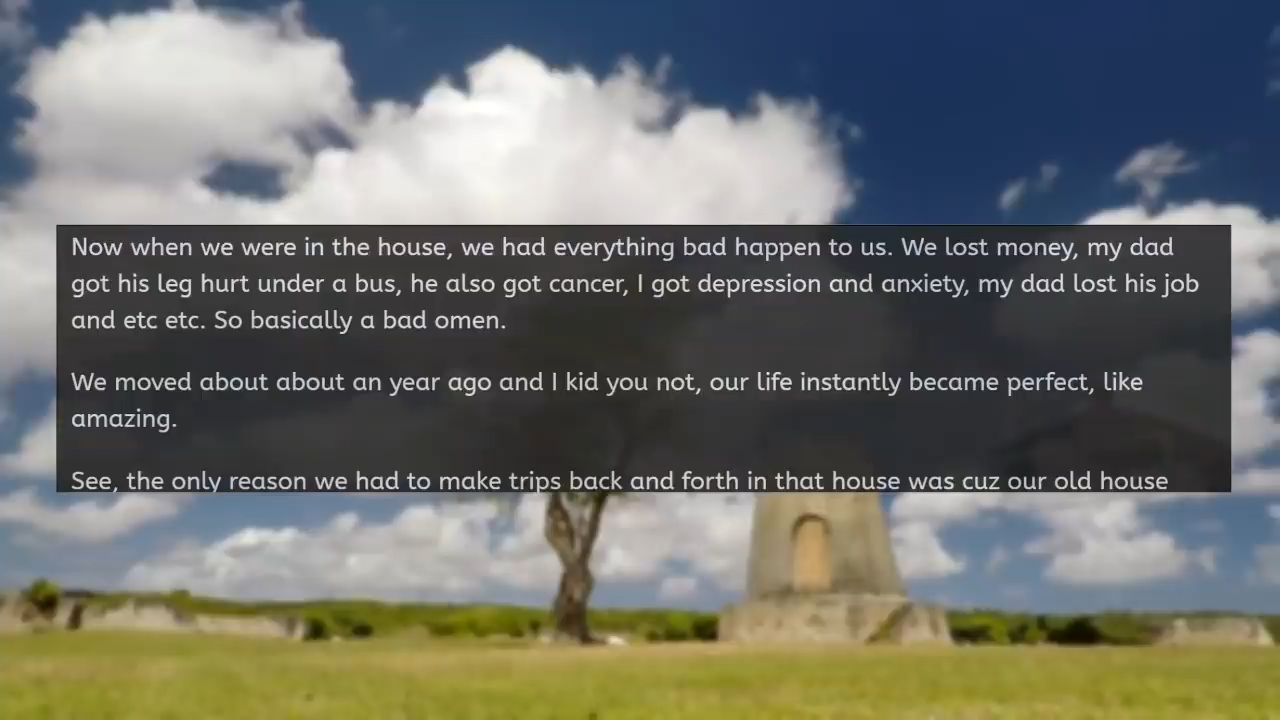 Now when we were in the house, we had everything bad happen to us. We lost money, my dad
got his leg hurt under a bus, he also got cancer, I got depression and anxiety, my dad lost his job
and etc etc. So basically a bad omen.
We moved about about an year ago and I kid you not, our life instantly became perfect, like
amazing.
See, the only reason we had to make trips back and forth in that house was cuz our old house